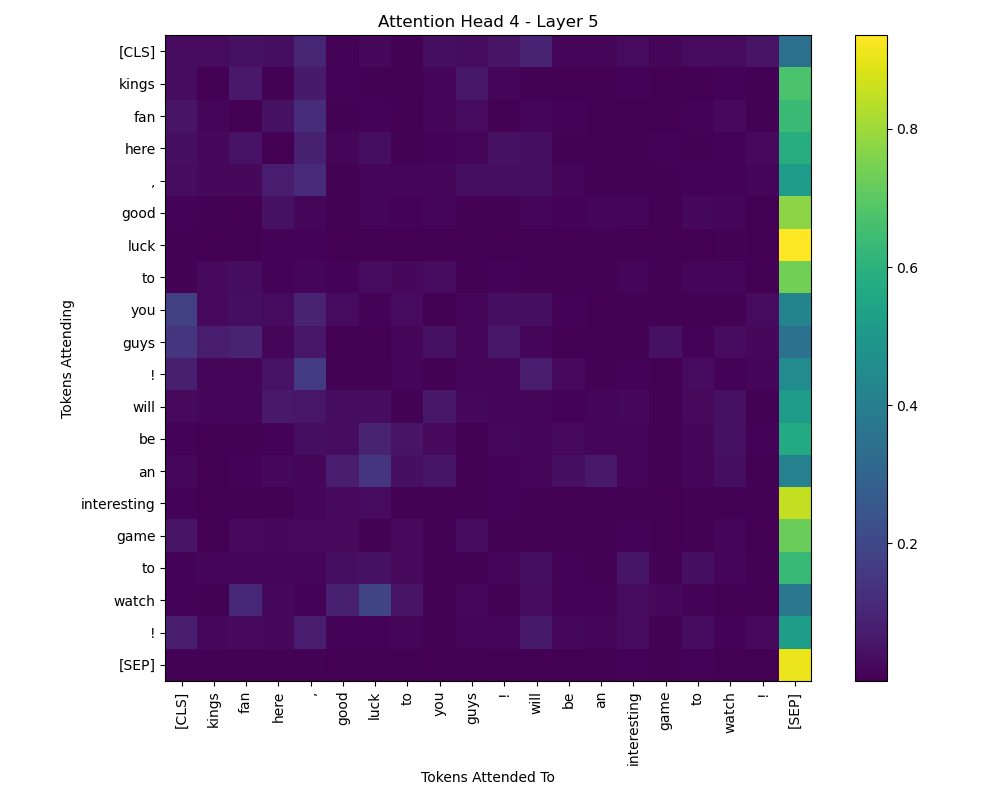 Attention Head 4 - Layer 5
[CLS]
kings
fan
here
,
good
luck
to
you
guys
!
will
be
an
interesting
game
to
watch
!
[SEP]
Tokens Attending
[CLS]
kings
fan
here
,
good
luck
to
you
guys
!
will
be
an
interesting
game
to
watch
!
[SEP]
Tokens Attended To
0.8
0.6
0.4
0.2